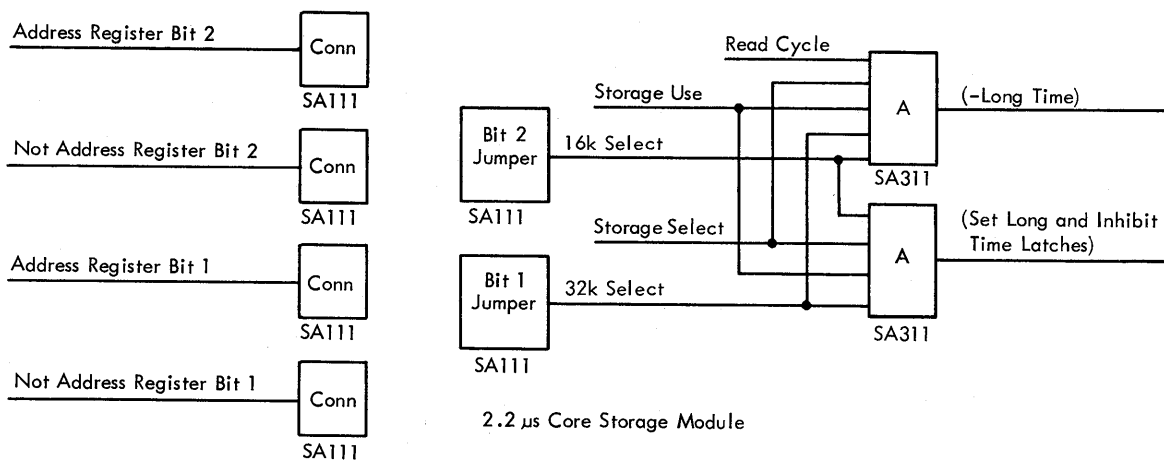 Address Register Bit 2
Conn
SA111
Not Address Register Bit 2
Conn
SA111
Address Register Bit 1
Conn
SA111
Not Address Register Bit 1
Conn
SA111
Bit 2
Jumper
SA111
16k Select
Bit 1
Jumper
SA111
32k Select
Read Cycle
Storage Use
Storage Select
A
SA311
(-Long Time)
A
SA311
(Set Long and Inhibit
Time Latches)
2.2 µs Core Storage Module